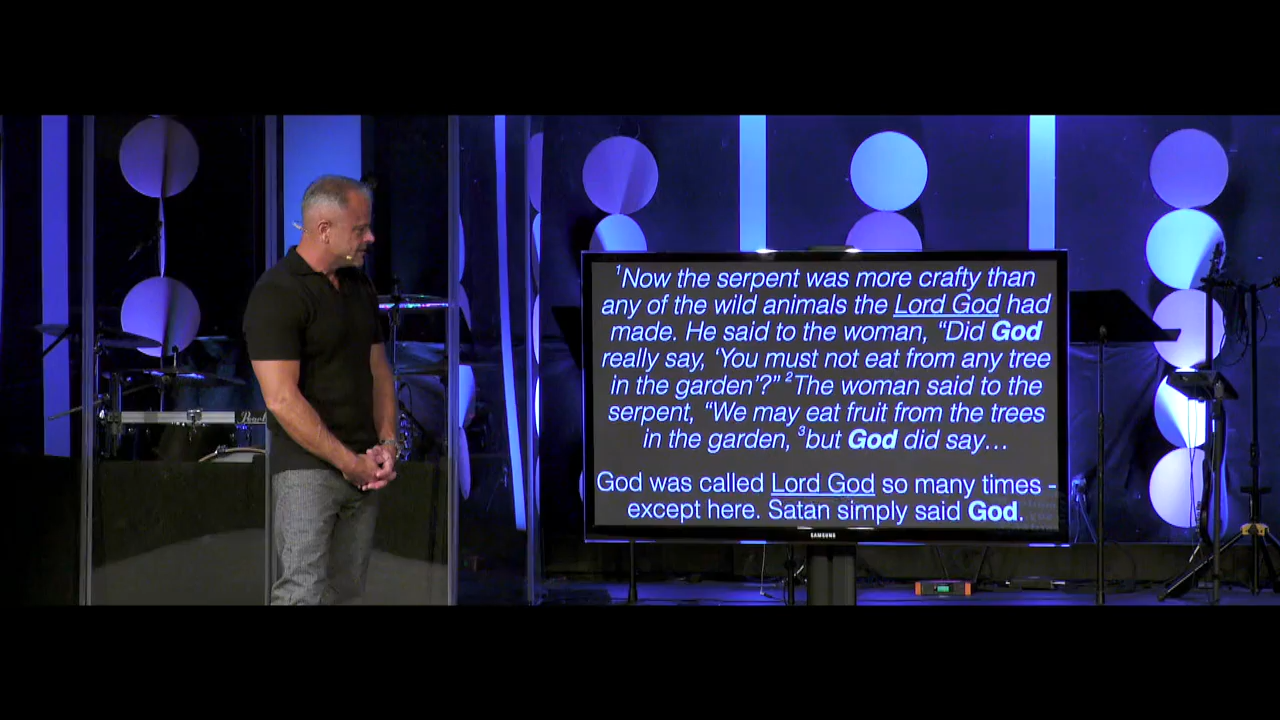 Pearl
¹Now the serpent was more crafty than
any of the wild animals the Lord God had
made. He said to the woman, “Did God
really say, ‘You must not eat from any tree
in the garden’?” ²The woman said to the
serpent, “We may eat fruit from the trees
in the garden, ³but God did say…
God was called Lord God so many times -
except here. Satan simply said God.
SAMSUNG